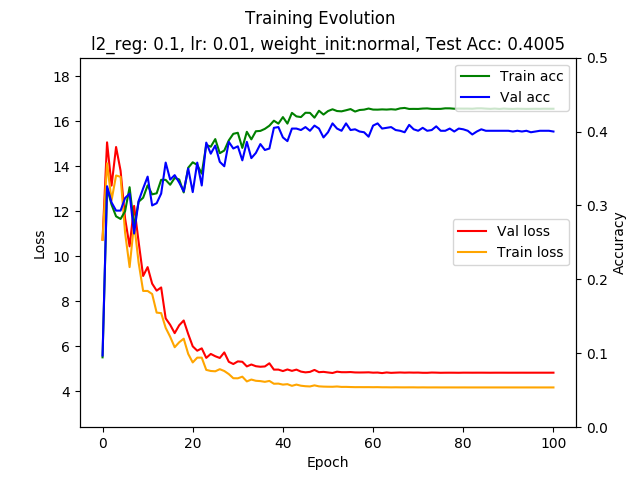 Training Evolution
l2_reg: 0.1, lr: 0.01, weight_init:normal, Test Acc: 0.4005
Train acc
Val acc
Val loss
Train loss
Loss
18
16
14
12
10
8
6
4
Accuracy
0.5
0.4
0.3
0.2
0.1
0.0
0
20
40
60
80
100
Epoch